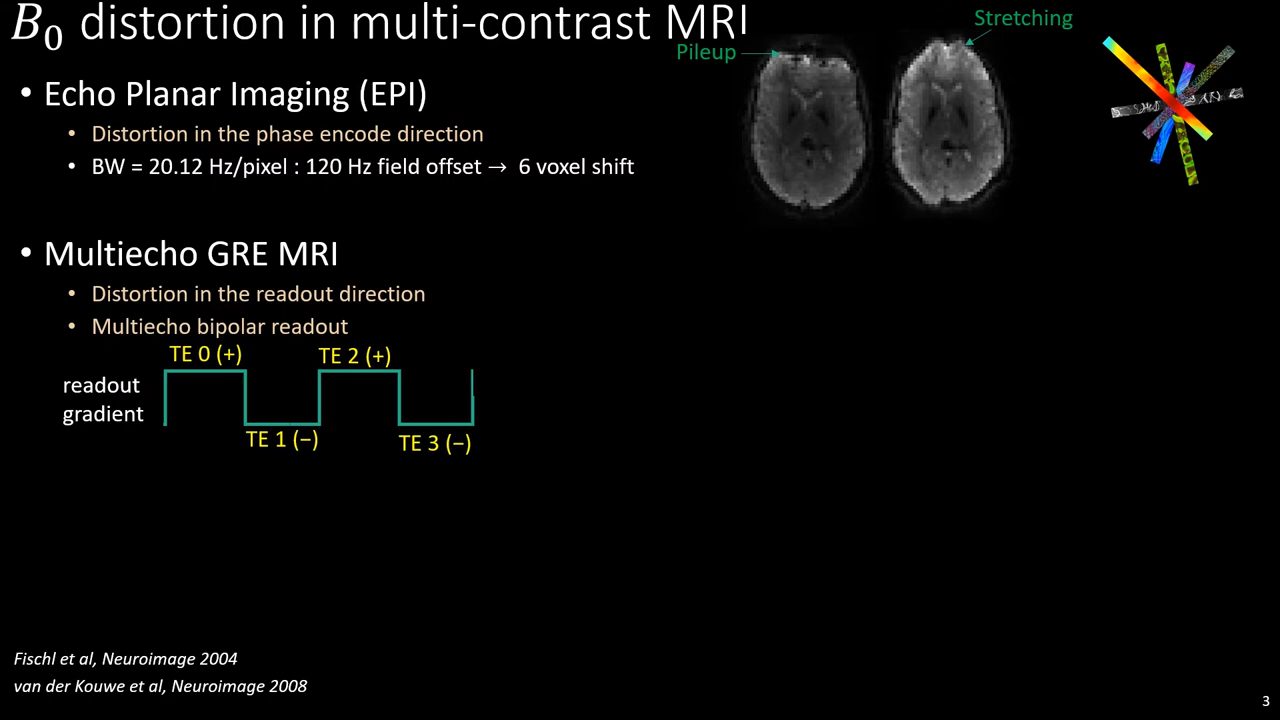 B₀ distortion in multi-contrast MRI
Stretching
Pileup
• Echo Planar Imaging (EPI)
• Distortion in the phase encode direction
• BW = 20.12 Hz/pixel : 120 Hz field offset → 6 voxel shift
• Multiecho GRE MRI
• Distortion in the readout direction
• Multiecho bipolar readout
TE 0 (+)
TE 2 (+)
readout
gradient
TE 1 (−)
TE 3 (−)
Fischl et al, Neuroimage 2004
van der Kouwe et al, Neuroimage 2008
3